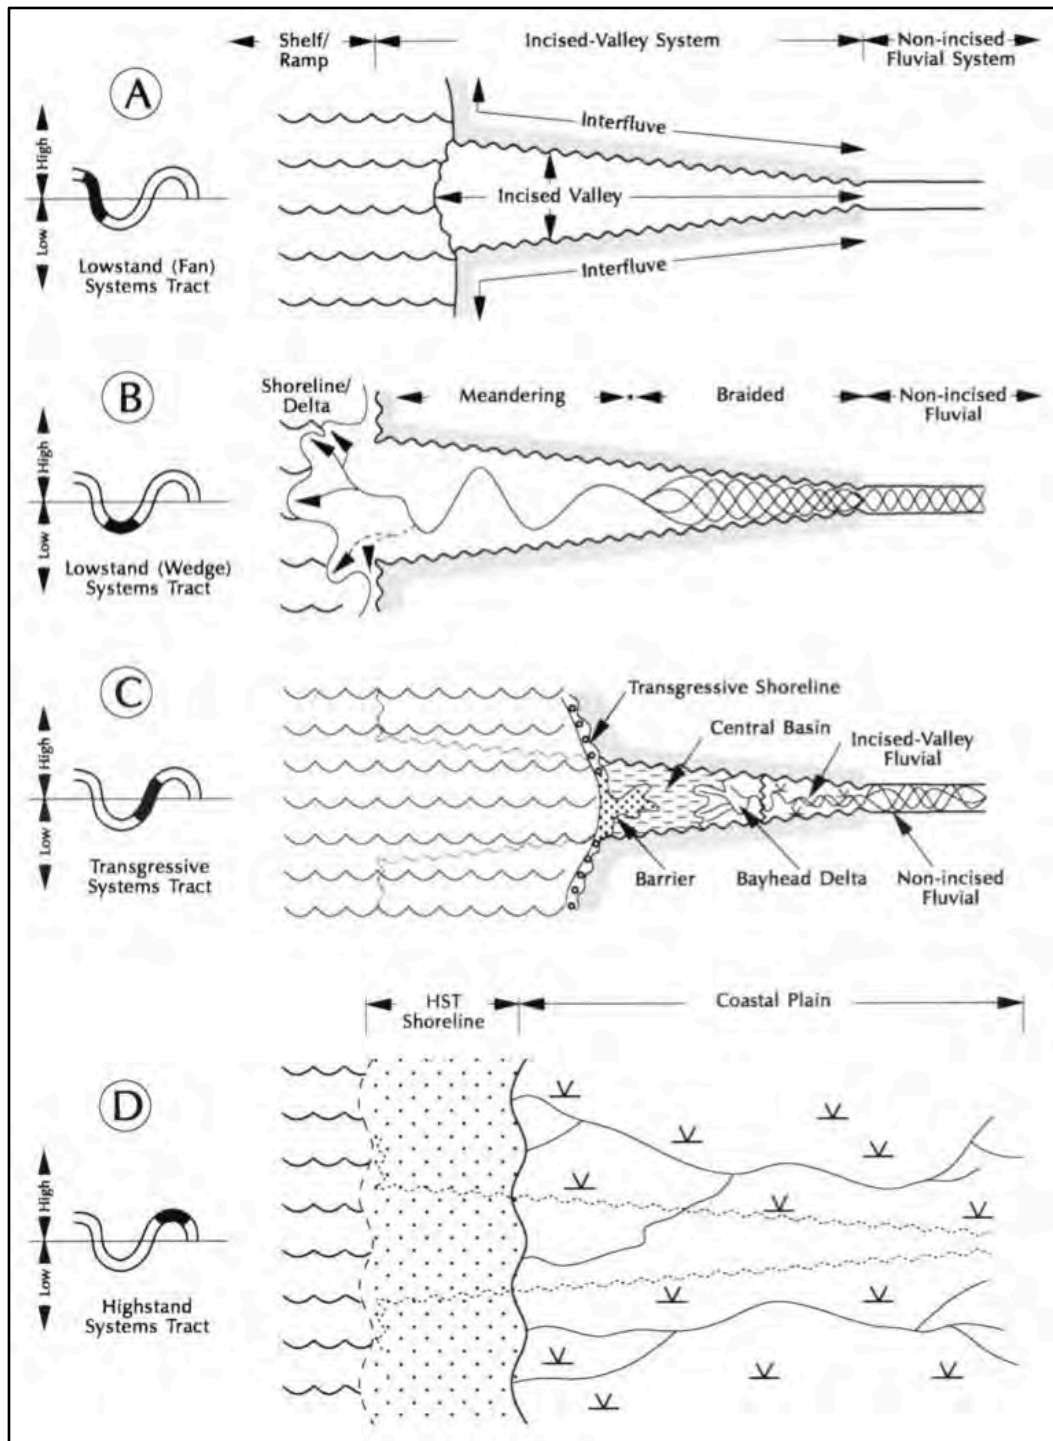 Shelf/
Ramp
Incised-Valley System
Non-incised
Fluvial System
A
High
Low
Lowstand (Fan)
Systems Tract
Interfluve
Incised Valley
Interfluve
B
High
Low
Lowstand (Wedge)
Systems Tract
Shoreline/
Delta
Meandering
Braided
Non-incised
Fluvial
C
High
Low
Transgressive
Systems Tract
Transgressive Shoreline
Central Basin
Incised-Valley
Fluvial
Barrier
Bayhead Delta
Non-incised
Fluvial
HST
Shoreline
Coastal Plain
D
High
Low
Highstand
Systems Tract